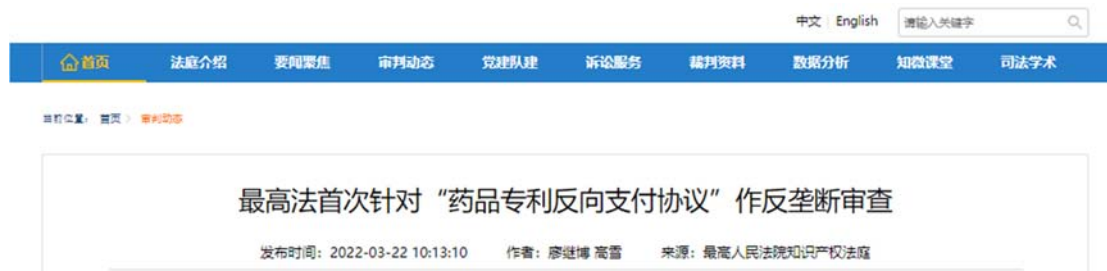 中文 English 请输入关键字
首页 法庭介绍 要闻聚焦 审判动态 党建队建 诉讼服务 裁判资料 数据分析 知微课堂 司法学术
当前位置: 首页 > 审判动态
最高法首次针对“药品专利反向支付协议”作反垄断审查
发布时间：2022-03-22 10:13:10 作者：廖继博 高雪 来源：最高人民法院知识产权法庭